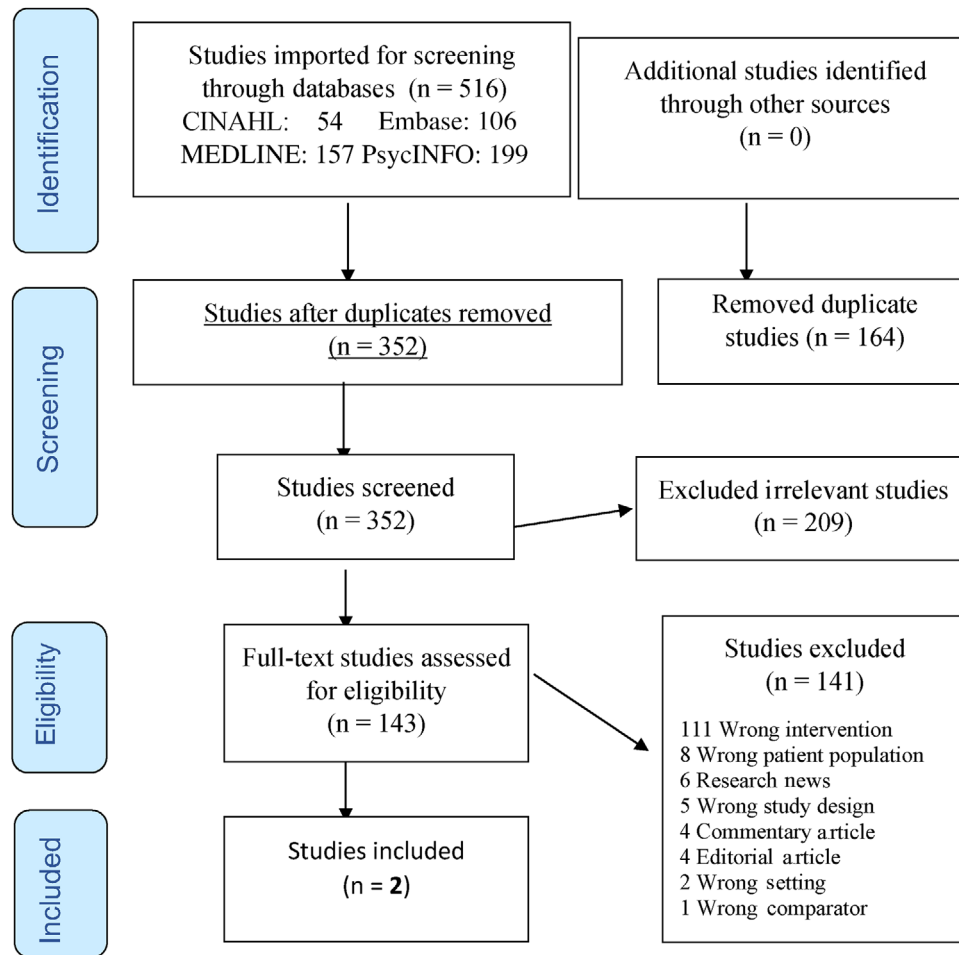 Identification
Studies imported for screening
through databases (n = 516)
CINAHL: 54 Embase: 106
MEDLINE: 157 PsycINFO: 199
Additional studies identified
through other sources
(n = 0)
Screening
Studies after duplicates removed
(n = 352)
Removed duplicate
studies (n = 164)
Studies screened
(n = 352)
Excluded irrelevant studies
(n = 209)
Eligibility
Full-text studies assessed
for eligibility
(n = 143)
Studies excluded
(n = 141)
111 Wrong intervention
8 Wrong patient population
6 Research news
5 Wrong study design
4 Commentary article
4 Editorial article
2 Wrong setting
1 Wrong comparator
Included
Studies included
(n = 2)